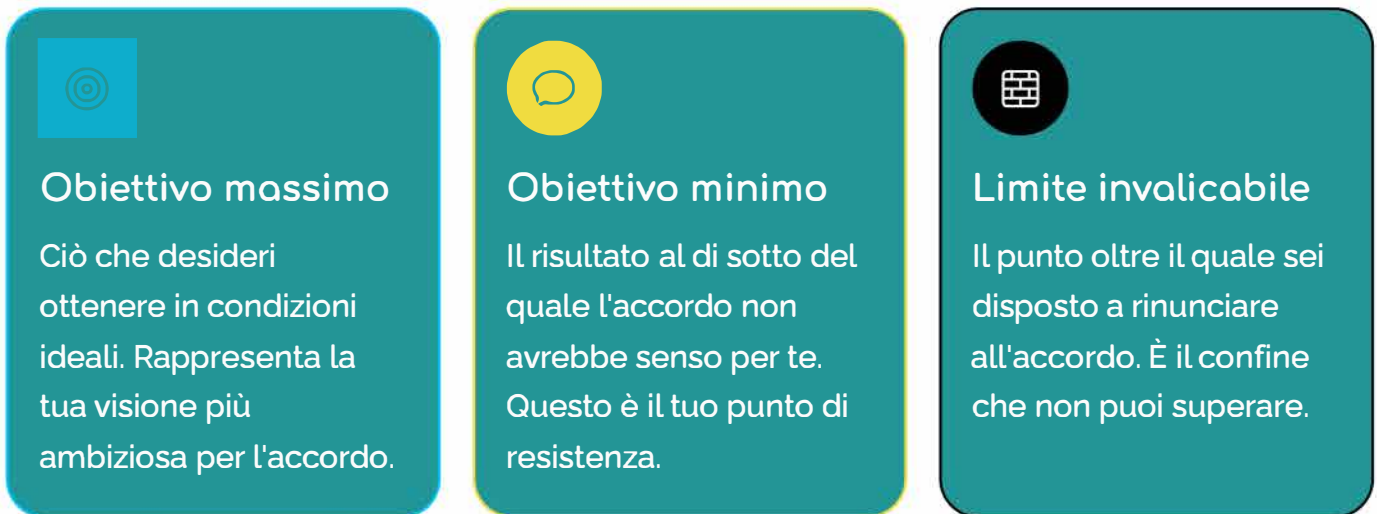 Obiettivo massimo
Ciò che desideri
ottenere in condizioni
ideali. Rappresenta la
tua visione più
ambiziosa per l'accordo.
Obiettivo minimo
Il risultato al di sotto del
quale l'accordo non
avrebbe senso per te.
Questo è il tuo punto di
resistenza.
Limite invalicabile
Il punto oltre il quale sei
disposto a rinunciare
all'accordo. È il confine
che non puoi superare.